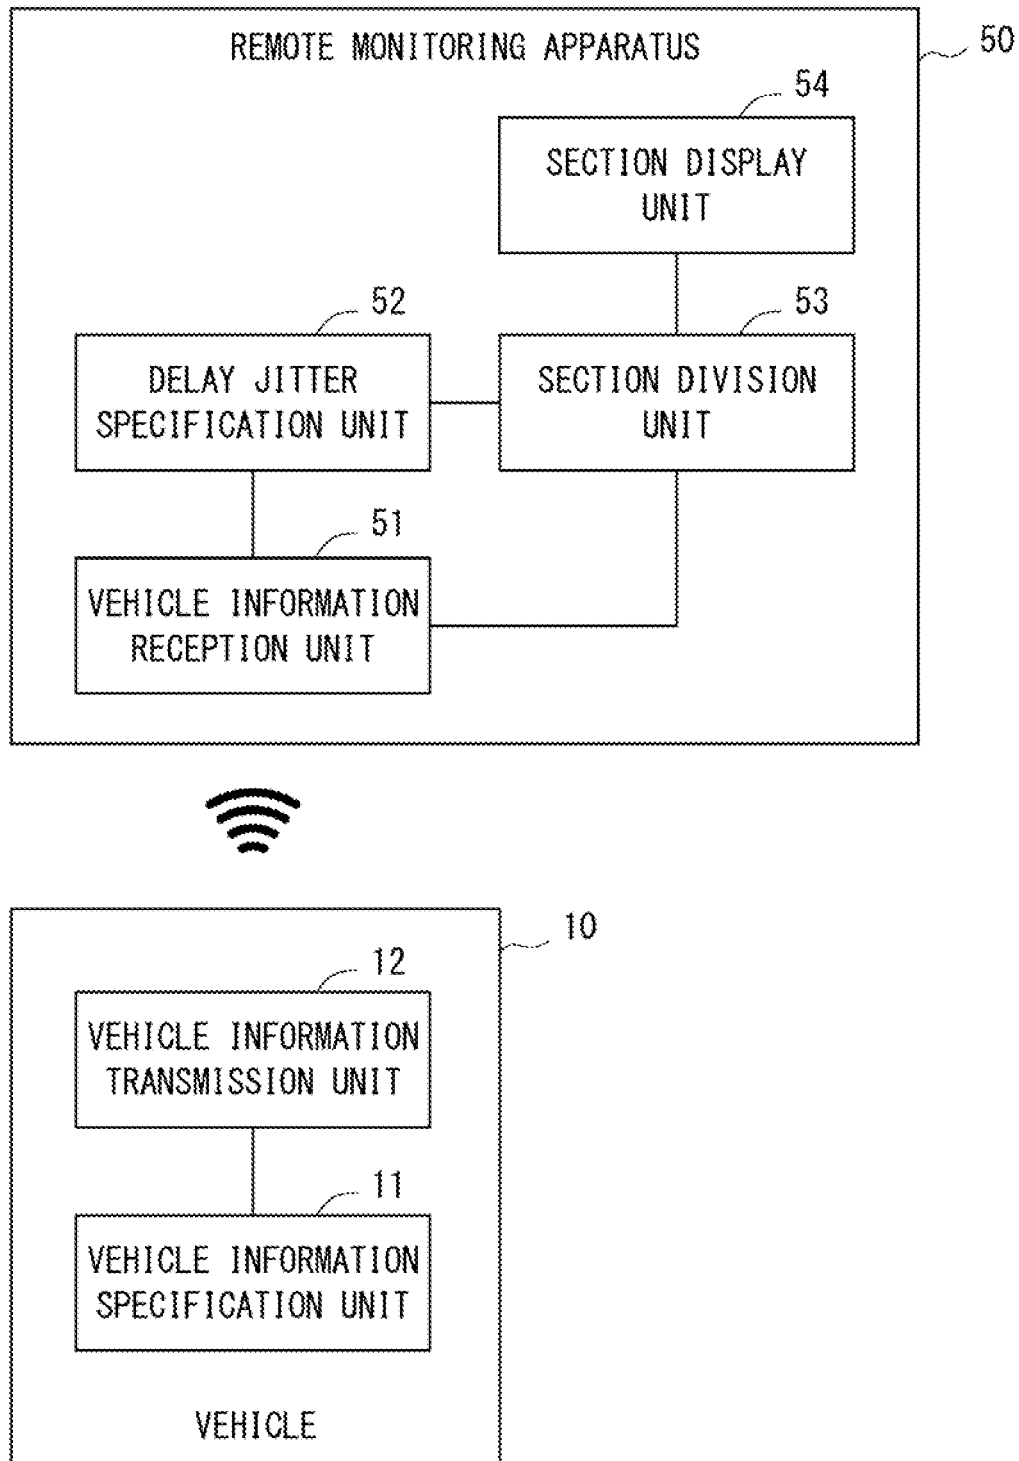 REMOTE MONITORING APPARATUS
50
54
SECTION DISPLAY
UNIT
52
53
DELAY JITTER
SPECIFICATION UNIT
SECTION DIVISION
UNIT
51
VEHICLE INFORMATION
RECEPTION UNIT
10
12
VEHICLE INFORMATION
TRANSMISSION UNIT
11
VEHICLE INFORMATION
SPECIFICATION UNIT
VEHICLE